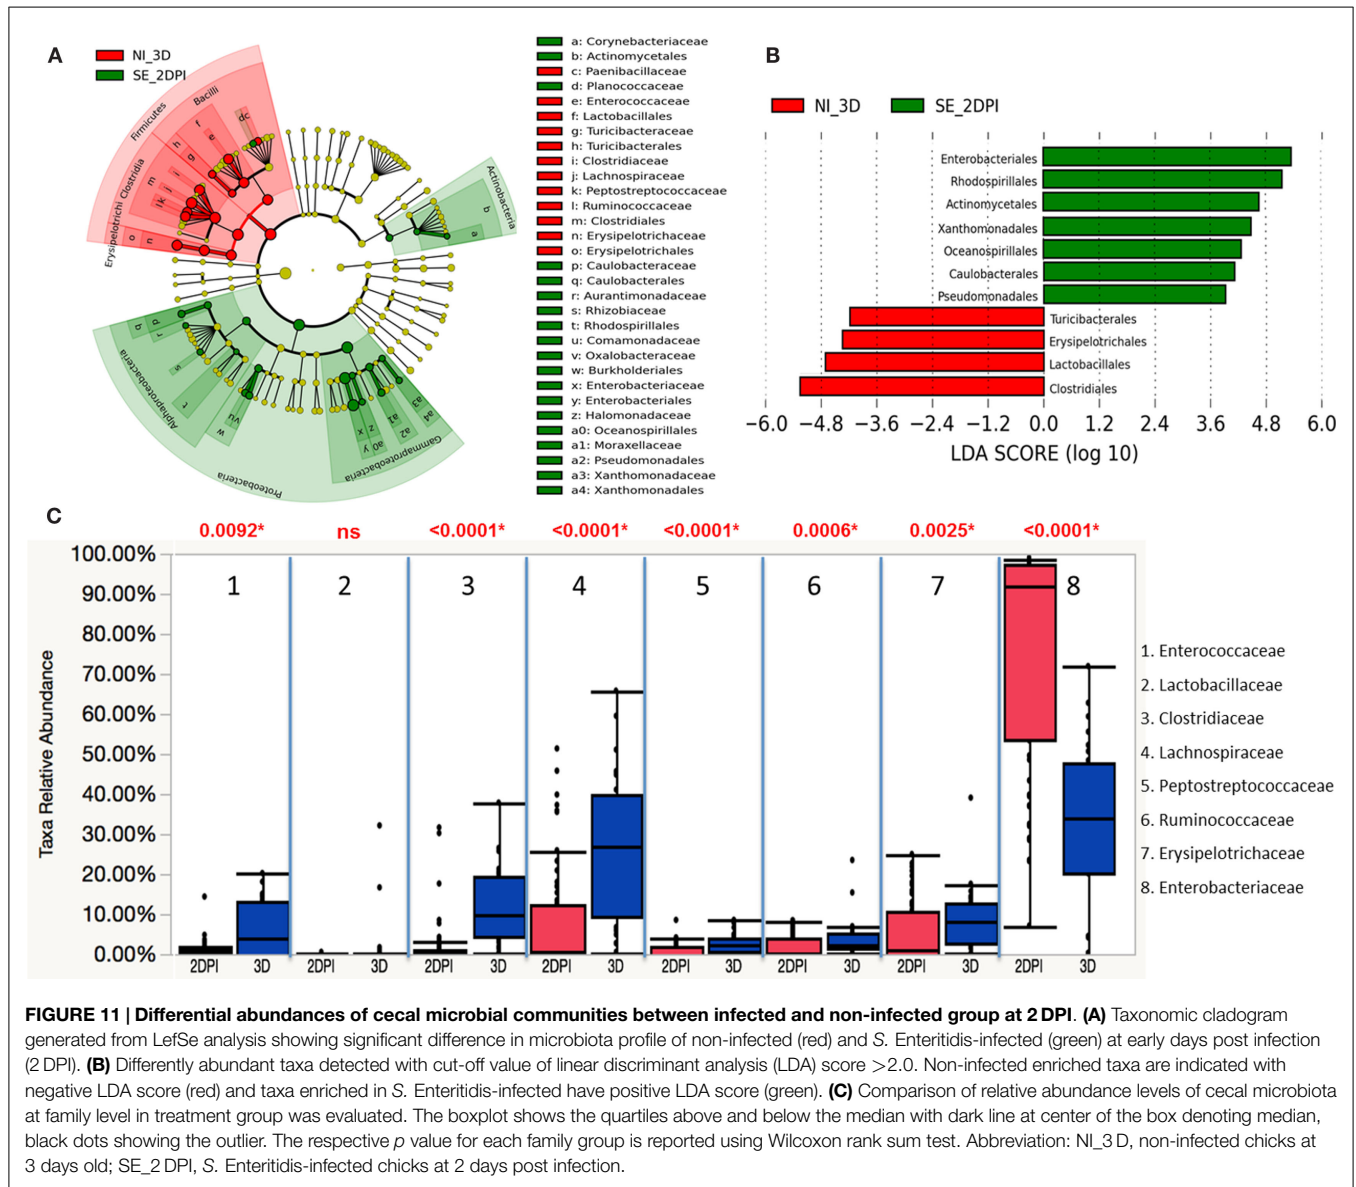 A
NI_3D
SE_2DPI
Firmicutes
Bacilli
Clostridia
Erysipelotrichi
Actinobacteria
Alphaproteobacteria
Proteobacteria
Gammaproteobacteria
a: Corynebacteriaceae
b: Actinomycetales
c: Paenibacillaceae
d: Planococcaceae
e: Enterococcaceae
f: Lactobacillales
g: Turicibacteraceae
h: Turicibacterales
i: Clostridiaceae
j: Lachnospiraceae
k: Peptostreptococcaceae
l: Ruminococcaceae
m: Clostridiales
n: Erysipelotrichaceae
o: Erysipelotrichales
p: Caulobacteraceae
q: Caulobacterales
r: Aurantimonadaceae
s: Rhizobiaceae
t: Rhodospirillales
u: Comamonadaceae
v: Oxalobacteraceae
w: Burkholderiales
x: Enterobacteriaceae
y: Enterobacteriales
z: Halomonadaceae
a0: Oceanospirillales
a1: Moraxellaceae
a2: Pseudomonadales
a3: Xanthomonadaceae
a4: Xanthomonadales
B
NI_3D SE_2DPI
Enterobacteriales
Rhodospirillales
Actinomycetales
Xanthomonadales
Oceanospirillales
Caulobacterales
Pseudomonadales
Turicibacterales
Erysipelotrichales
Lactobacillales
Clostridiales
−6.0 −4.8 −3.6 −2.4 −1.2 0.0 1.2 2.4 3.6 4.8 6.0
LDA SCORE (log 10)
C
0.0092* ns <0.0001* <0.0001* <0.0001* 0.0006* 0.0025* <0.0001*
1 2 3 4 5 6 7 8
100.00%
90.00%
80.00%
70.00%
60.00%
50.00%
40.00%
30.00%
20.00%
10.00%
0.00%
Taxa Relative Abundance
2DPI 3D 2DPI 3D 2DPI 3D 2DPI 3D 2DPI 3D 2DPI 3D 2DPI 3D 2DPI 3D
1. Enterococcaceae
2. Lactobacillaceae
3. Clostridiaceae
4. Lachnospiraceae
5. Peptostreptococcaceae
6. Ruminococcaceae
7. Erysipelotrichaceae
8. Enterobacteriaceae
FIGURE 11 | Differential abundances of cecal microbial communities between infected and non-infected group at 2 DPI. (A) Taxonomic cladogram
generated from LefSe analysis showing significant difference in microbiota profile of non-infected (red) and S. Enteritidis-infected (green) at early days post infection
(2 DPI). (B) Differently abundant taxa detected with cut-off value of linear discriminant analysis (LDA) score >2.0. Non-infected enriched taxa are indicated with
negative LDA score (red) and taxa enriched in S. Enteritidis-infected have positive LDA score (green). (C) Comparison of relative abundance levels of cecal microbiota
at family level in treatment group was evaluated. The boxplot shows the quartiles above and below the median with dark line at center of the box denoting median,
black dots showing the outlier. The respective p value for each family group is reported using Wilcoxon rank sum test. Abbreviation: NI_3 D, non-infected chicks at
3 days old; SE_2 DPI, S. Enteritidis-infected chicks at 2 days post infection.